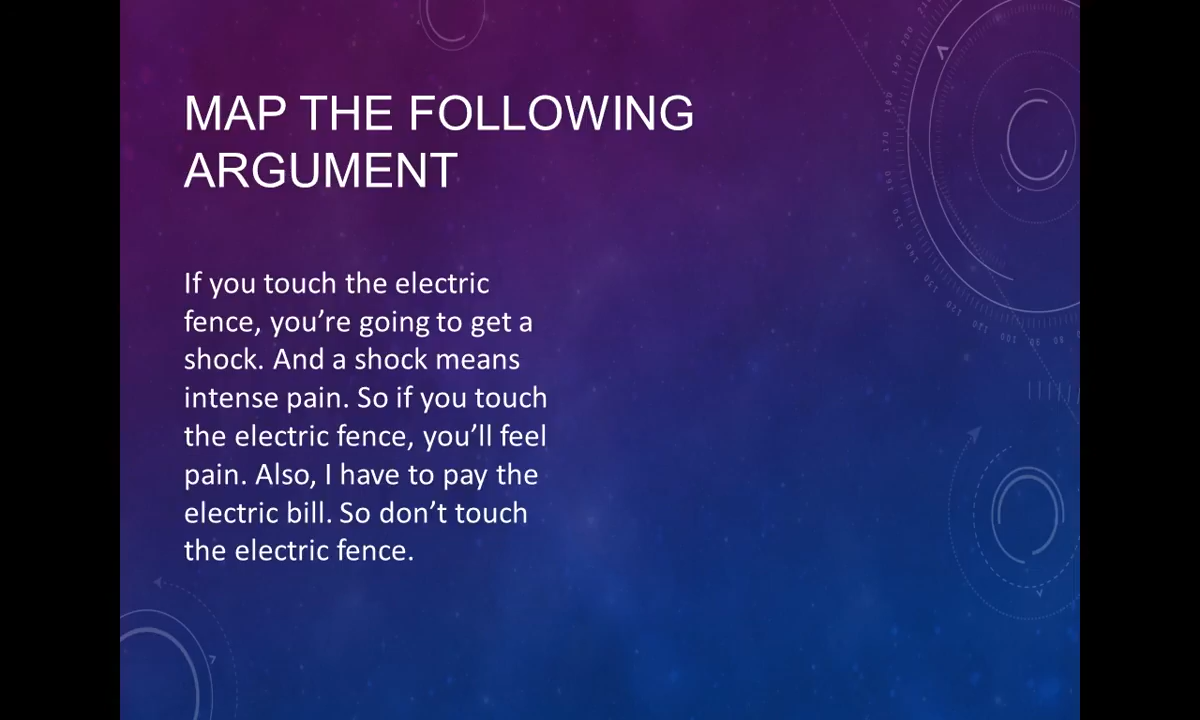 MAP THE FOLLOWING
ARGUMENT
If you touch the electric
fence, you’re going to get a
shock. And a shock means
intense pain. So if you touch
the electric fence, you’ll feel
pain. Also, I have to pay the
electric bill. So don’t touch
the electric fence.